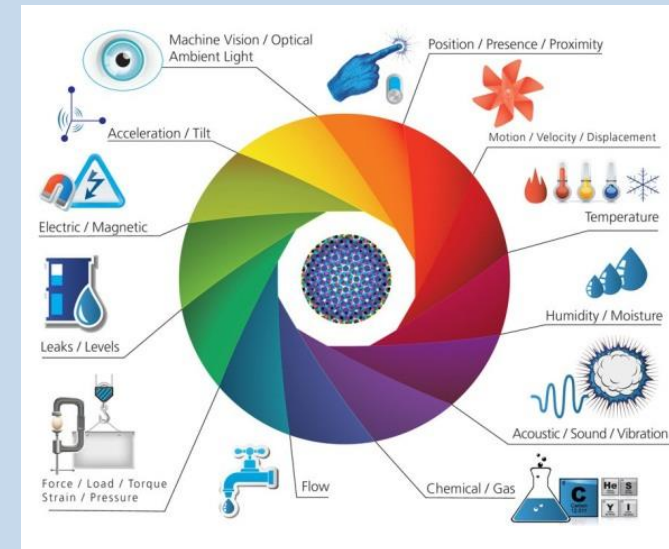 Machine Vision / Optical
Ambient Light
Position / Presence / Proximity
Acceleration / Tilt
Motion / Velocity / Displacement
Electric / Magnetic
Temperature
Leaks / Levels
Humidity / Moisture
Acoustic / Sound / Vibration
Force / Load / Torque
Strain / Pressure
Flow
Chemical / Gas
C
He
S
Y
I